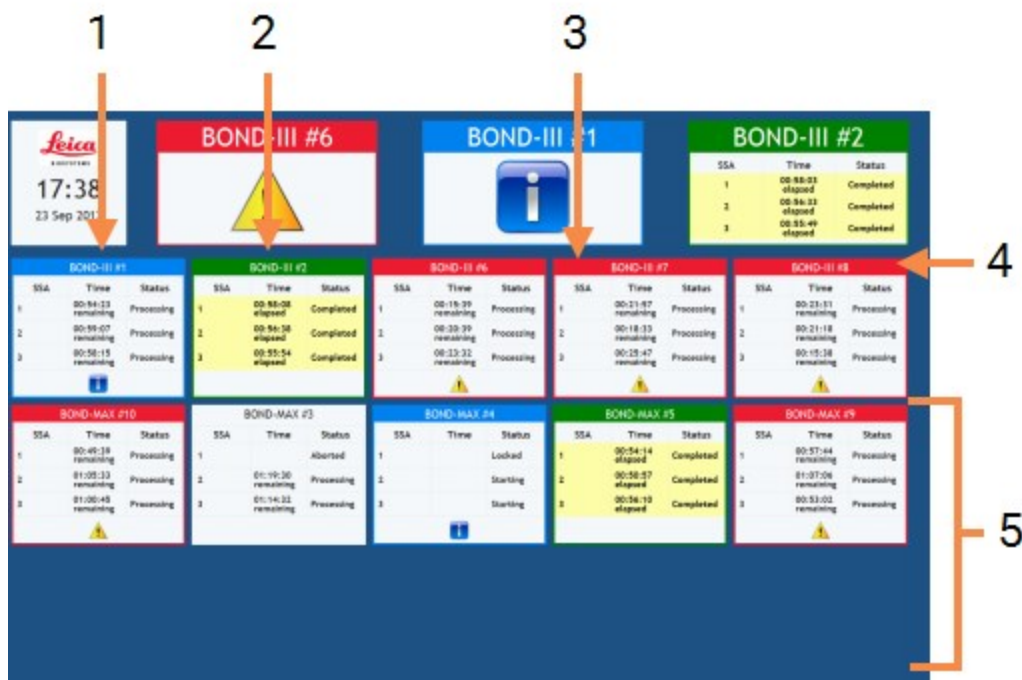 1
2
3
4
5
Leica
BIOSYSTEMS
17:38
23 Sep
BOND-III #6
BOND-III #1
BOND-III #2
SSA Time Status
1 00:58:03 elapsed Completed
2 00:56:33 elapsed Completed
3 00:55:49 elapsed Completed
BOND-III #1
SSA Time Status
1 00:54:23 remaining Processing
2 00:59:07 remaining Processing
3 00:58:15 remaining Processing
BOND-III #2
SSA Time Status
1 00:58:08 elapsed Completed
2 00:56:38 elapsed Completed
3 00:55:54 elapsed Completed
BOND-III #6
SSA Time Status
1 00:15:39 remaining Processing
2 00:20:39 remaining Processing
3 00:23:32 remaining Processing
BOND-III #7
SSA Time Status
1 00:21:57 remaining Processing
2 00:18:33 remaining Processing
3 00:25:47 remaining Processing
BOND-III #8
SSA Time Status
1 00:23:31 remaining Processing
2 00:21:18 remaining Processing
3 00:15:38 remaining Processing
BOND-MAX #10
SSA Time Status
1 00:49:39 remaining Processing
2 01:05:33 remaining Processing
3 01:00:45 remaining Processing
BOND-MAX #3
SSA Time Status
1 Aborted
2 01:19:30 remaining Processing
3 01:14:32 remaining Processing
BOND-MAX #4
SSA Time Status
1 Locked
2 Starting
3 Starting
BOND-MAX #5
SSA Time Status
1 00:54:14 elapsed Completed
2 00:50:57 elapsed Completed
3 00:56:10 elapsed Completed
BOND-MAX #9
SSA Time Status
1 00:57:44 remaining Processing
2 01:07:06 remaining Processing
3 00:53:02 remaining Processing